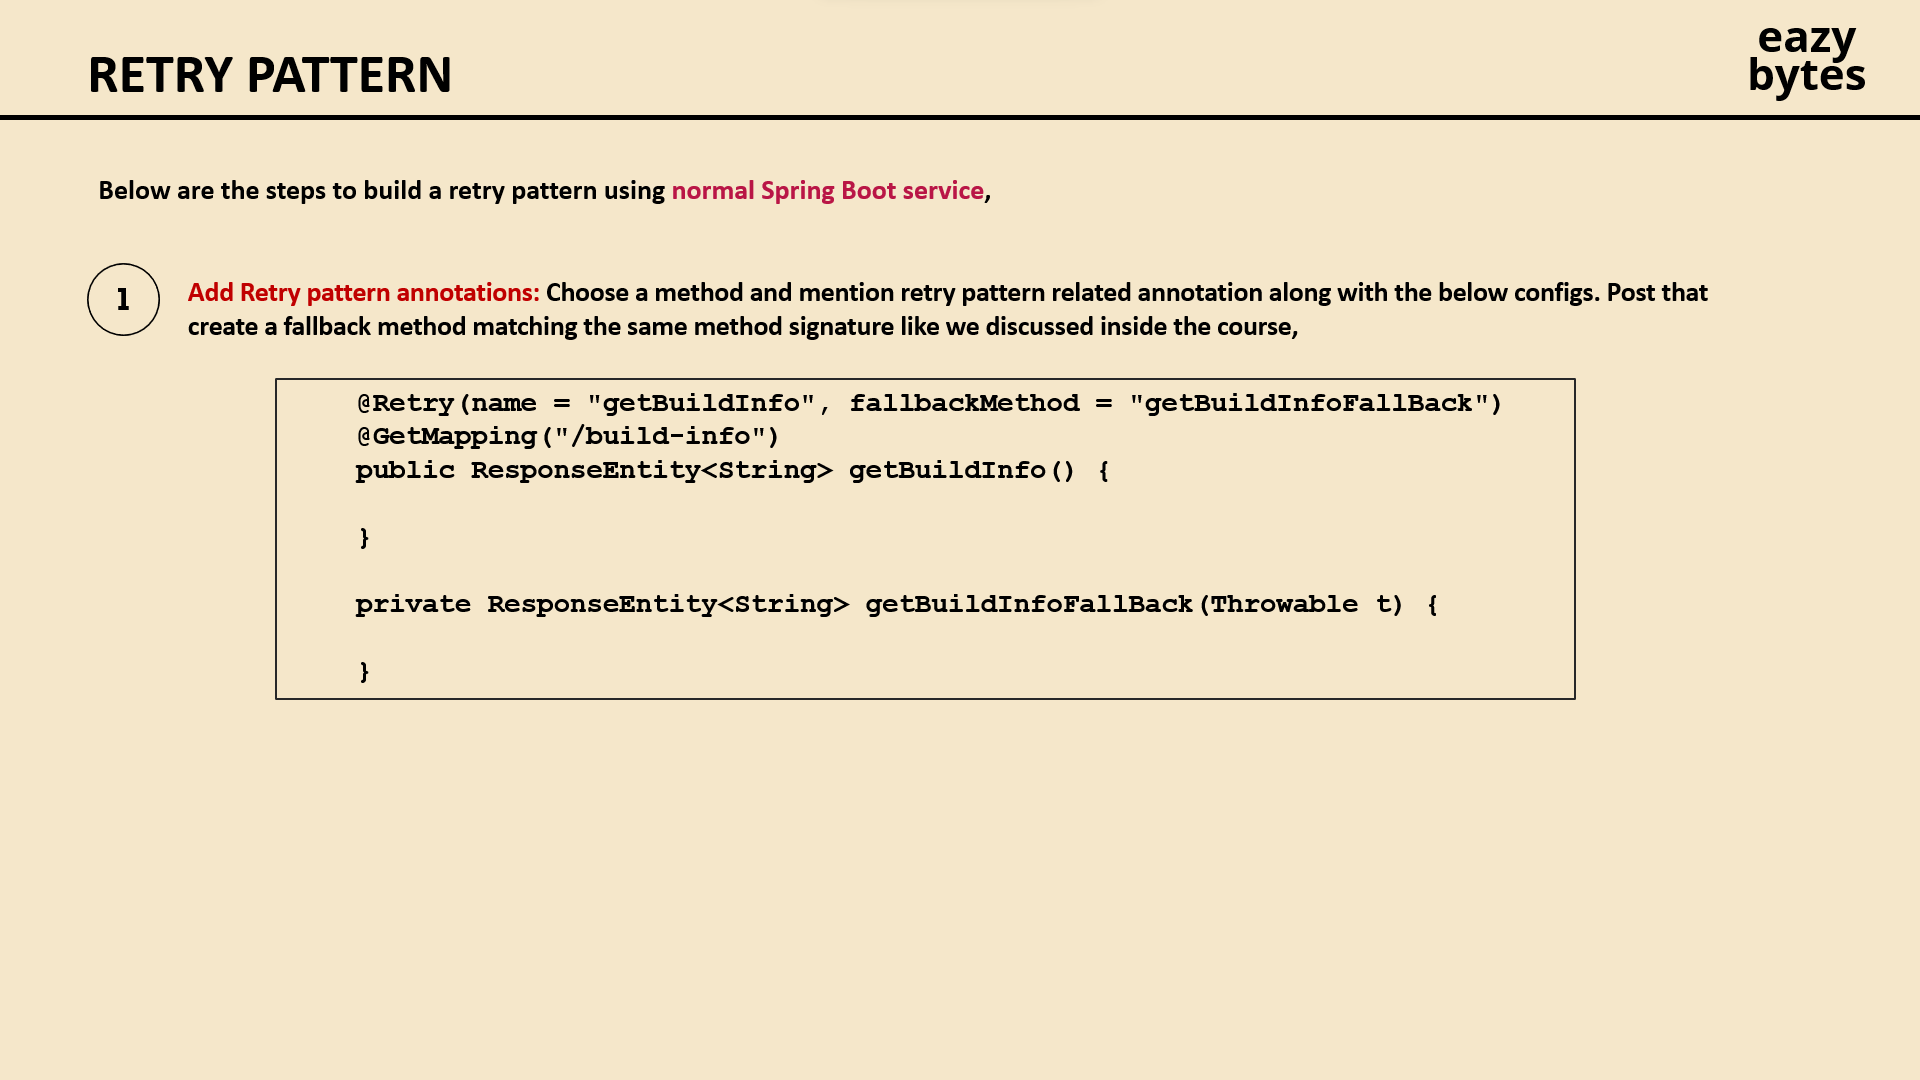 RETRY PATTERN
eazy
bytes
Below are the steps to build a retry pattern using normal Spring Boot service,
1
Add Retry pattern annotations: Choose a method and mention retry pattern related annotation along with the below configs. Post that
create a fallback method matching the same method signature like we discussed inside the course,
@Retry(name = "getBuildInfo", fallbackMethod = "getBuildInfoFallBack")
@GetMapping("/build-info")
public ResponseEntity<String> getBuildInfo() {
}
private ResponseEntity<String> getBuildInfoFallBack(Throwable t) {
}